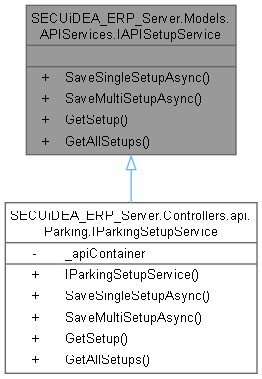 SECUiDEA_ERP_Server.Models.
APIServices.IAPISetupService
+ SaveSingleSetupAsync()
+ SaveMultiSetupAsync()
+ GetSetup()
+ GetAllSetups()
SECUiDEA_ERP_Server.Controllers.api.
Parking.IParkingSetupService
- _apiContainer
+ IParkingSetupService()
+ SaveSingleSetupAsync()
+ SaveMultiSetupAsync()
+ GetSetup()
+ GetAllSetups()